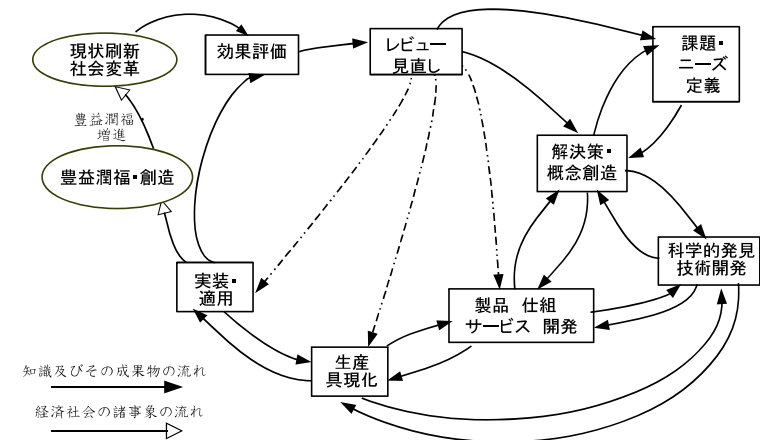 現状刷新
社会変革
効果評価
レビュー
見直し
課題・
ニーズ
定義
豊益潤福・
増進
解決策・
概念創造
豊益潤福・創造
科学的発見
技術開発
実装・
適用
製品 仕組
サービス 開発
生産
具現化
知識及びその成果物の流れ
経済社会の諸事象の流れ